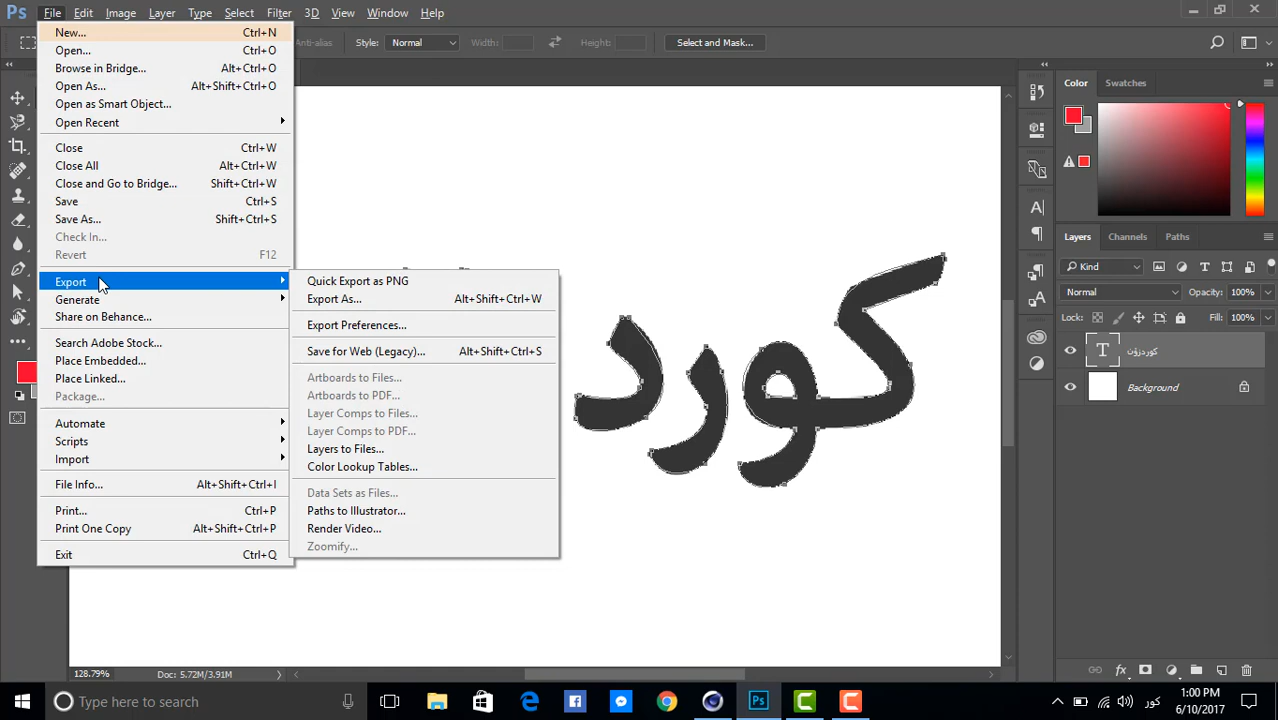 Ps File Edit Image Layer Type Select Filter 3D View Window Help
Anti-alias Style: Normal Width: Height: Select and Mask...
New... Ctrl+N
Open... Ctrl+O
Browse in Bridge... Alt+Ctrl+O
Open As... Alt+Shift+Ctrl+O
Open as Smart Object...
Open Recent
Close Ctrl+W
Close All Alt+Ctrl+W
Close and Go to Bridge... Shift+Ctrl+W
Save Ctrl+S
Save As... Shift+Ctrl+S
Check In...
Revert F12
Export
Generate
Share on Behance...
Search Adobe Stock...
Place Embedded...
Place Linked...
Package...
Automate
Scripts
Import
File Info... Alt+Shift+Ctrl+I
Print... Ctrl+P
Print One Copy Alt+Shift+Ctrl+P
Exit Ctrl+Q
Quick Export as PNG
Export As... Alt+Shift+Ctrl+W
Export Preferences...
Save for Web (Legacy)... Alt+Shift+Ctrl+S
Artboards to Files...
Artboards to PDF...
Layer Comps to Files...
Layer Comps to PDF...
Layers to Files...
Color Lookup Tables...
Data Sets as Files...
Paths to Illustrator...
Render Video...
Zoomify...
کورد
Color Swatches
Layers Channels Paths
Kind
Normal Opacity: 100%
Lock: Fill: 100%
کوردزۆن
Background
128.79% Doc: 5.72M/3.91M
Type here to search
کور
1:00 PM
6/10/2017